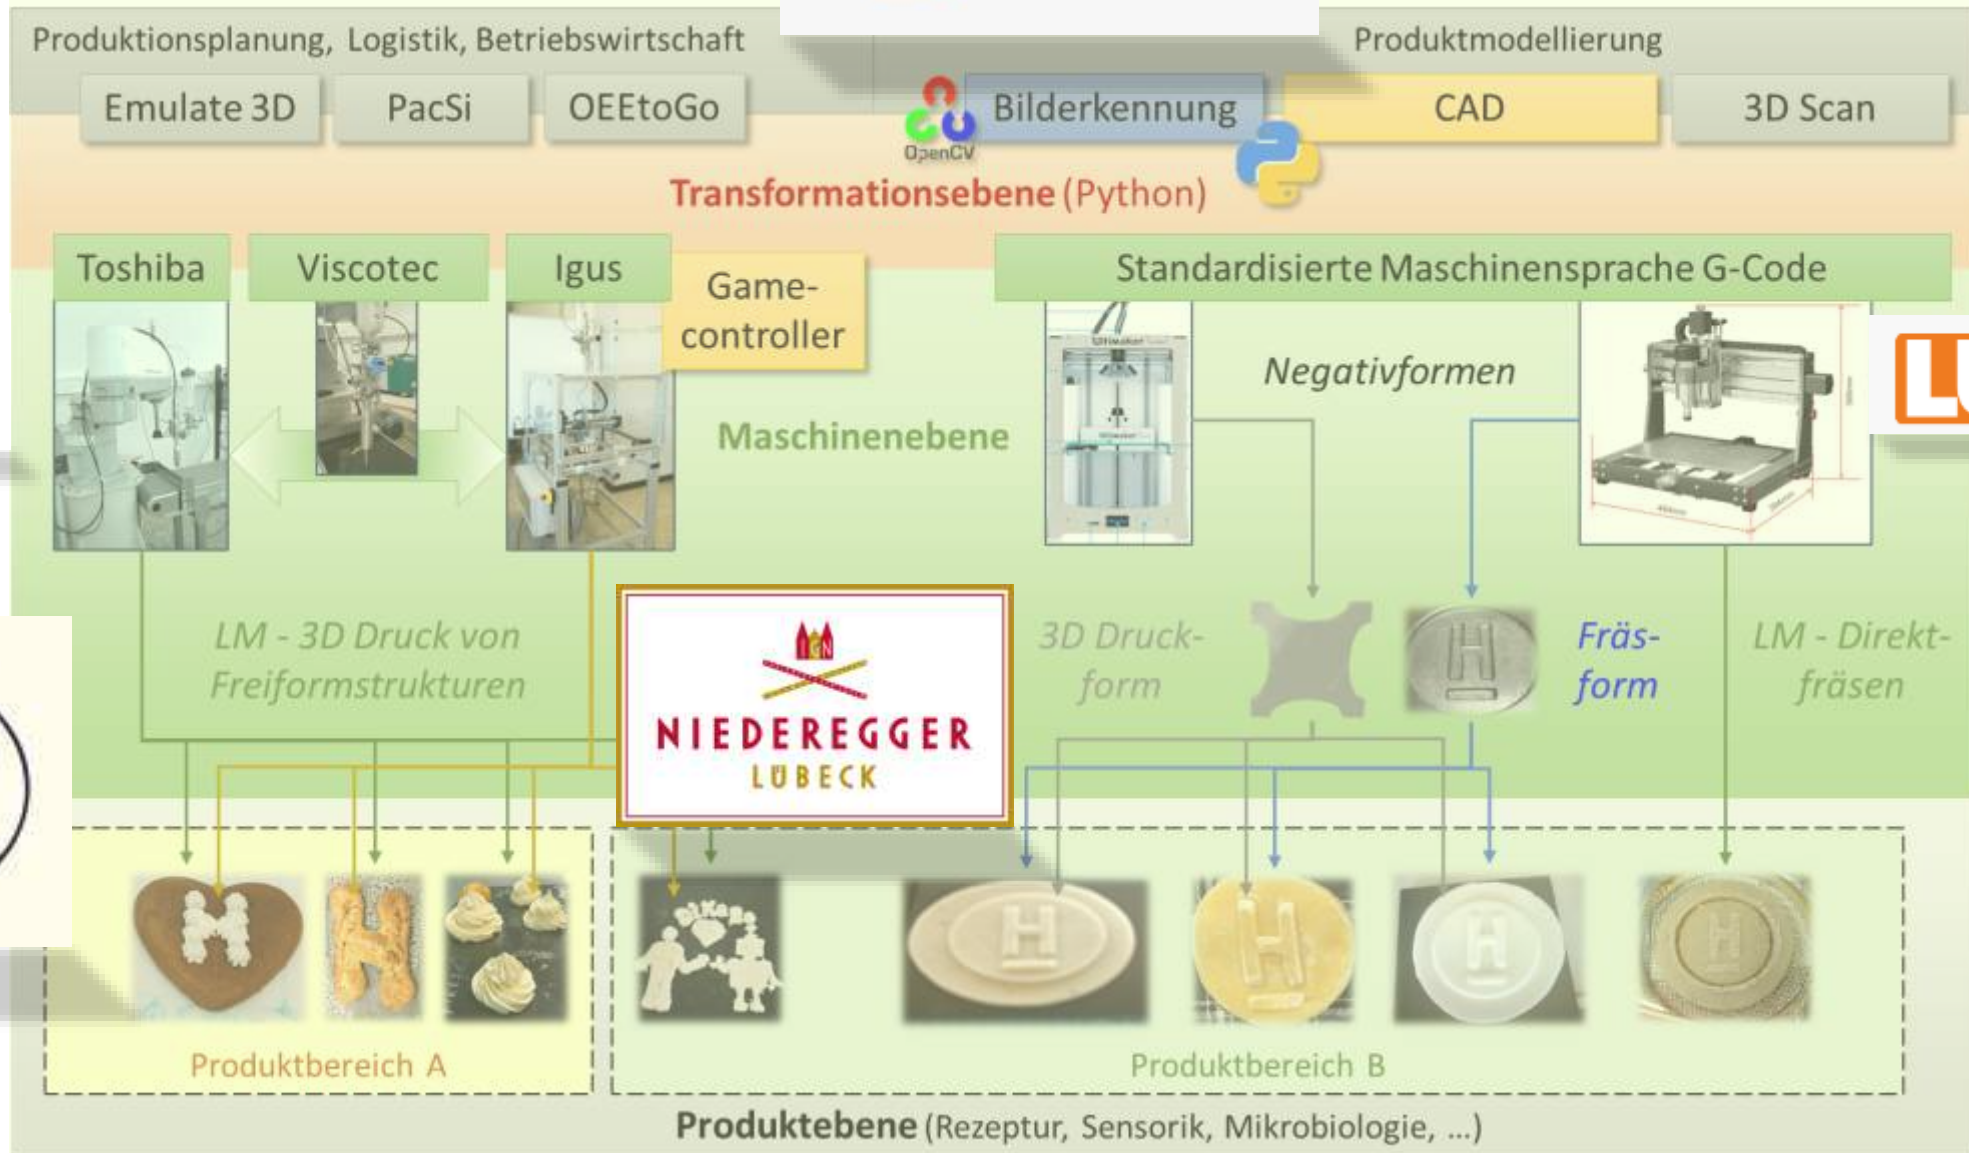 Produktionsplanung, Logistik, Betriebswirtschaft
Produktmodellierung
Emulate 3D
PacSi
OEEtoGo
OpenCV
Bilderkennung
CAD
3D Scan
Transformationsebene (Python)
Toshiba
Viscotec
Igus
Game-
controller
Standardisierte Maschinensprache G-Code
Ultimaker
Negativformen
Maschinenebene
LM - 3D Druck von
Freiformstrukturen
IGN
NIEDEREGGER
LÜBECK
3D Druck-
form
H
Fräs-
form
LM - Direkt-
fräsen
H
H
H
H
H
H
Produktbereich A
Produktbereich B
Produktebene (Rezeptur, Sensorik, Mikrobiologie, ...)